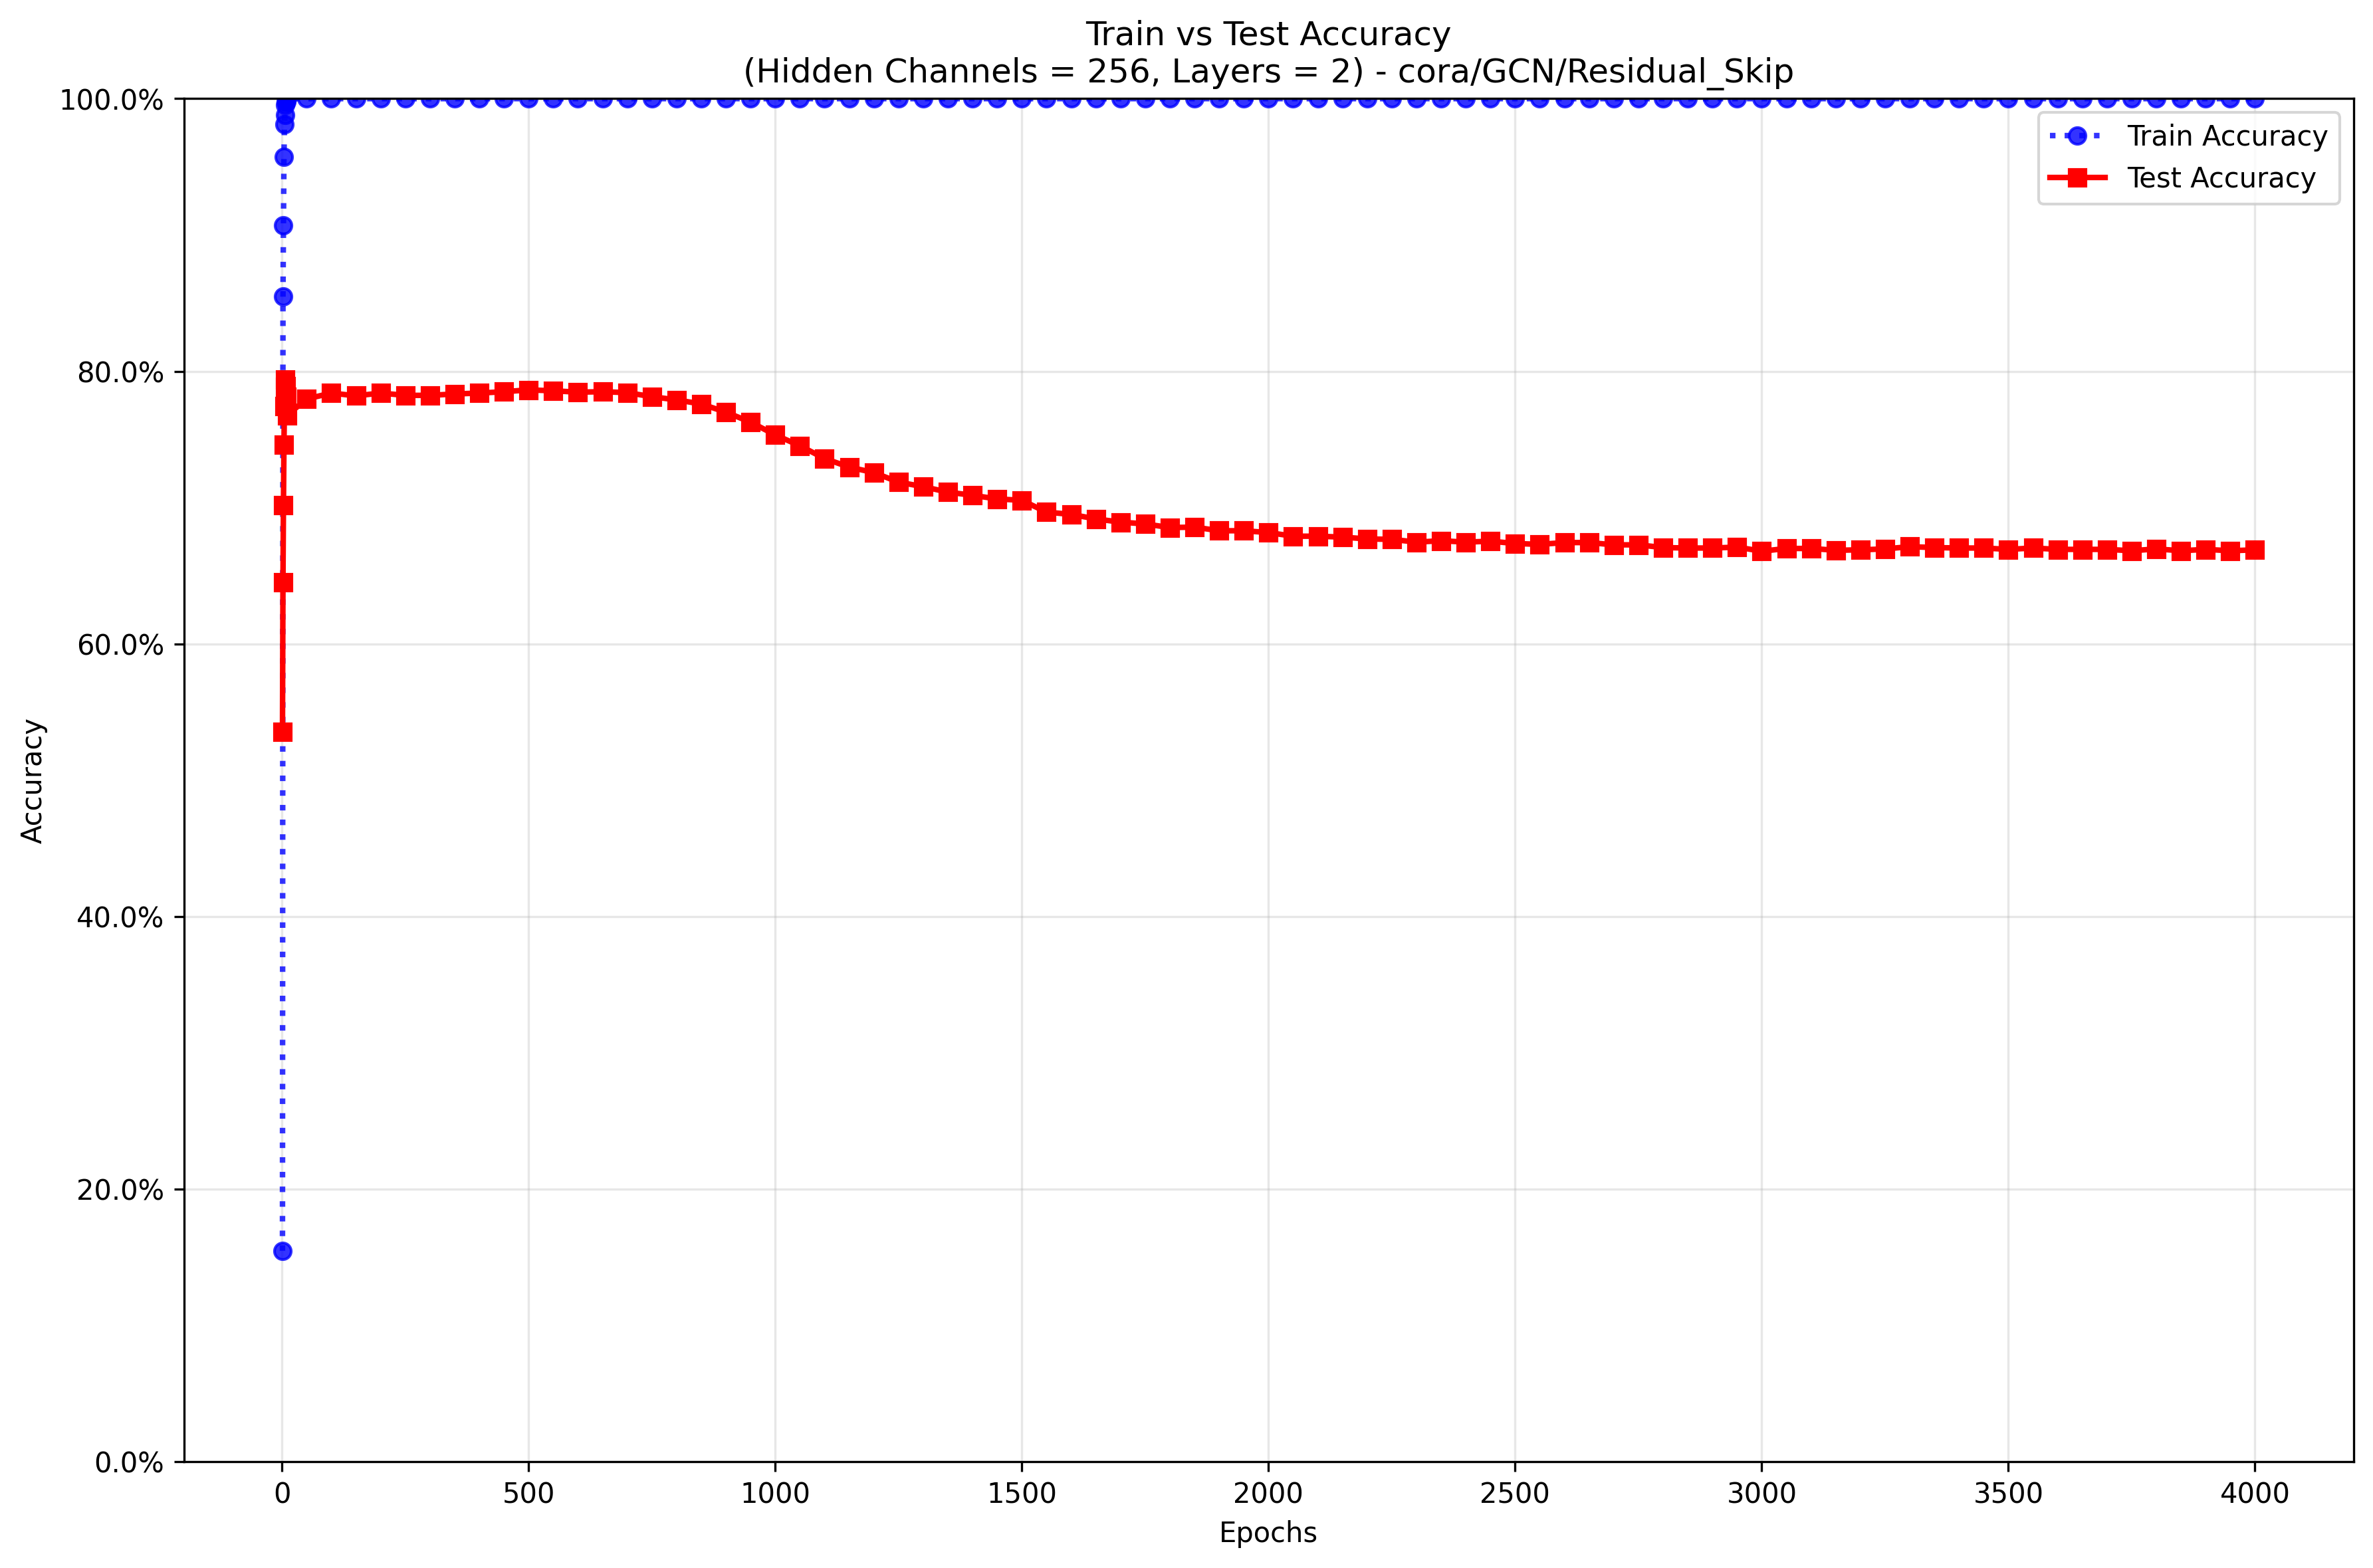 Train vs Test Accuracy
(Hidden Channels = 256, Layers = 2) - cora/GCN/Residual_Skip
100.0%
80.0%
60.0%
40.0%
20.0%
0.0%
Accuracy
Train Accuracy
Test Accuracy
0 500 1000 1500 2000 2500 3000 3500 4000
Epochs